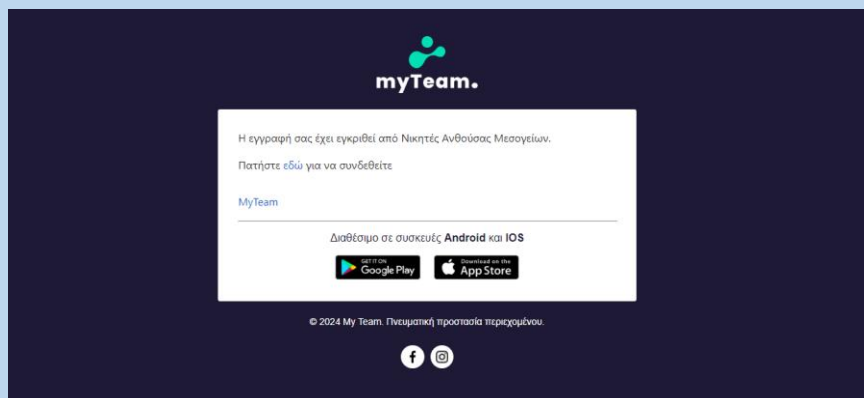 myTeam.
Η εγγραφή σας έχει εγκριθεί από Νικητές Ανθούσας Μεσογείων.
Πατήστε εδώ για να συνδεθείτε
MyTeam
Διαθέσιμο σε συσκευές Android και IOS
GET IT ON
Google Play
Download on the
App Store
© 2024 My Team. Πνευματική προστασία περιεχομένου.